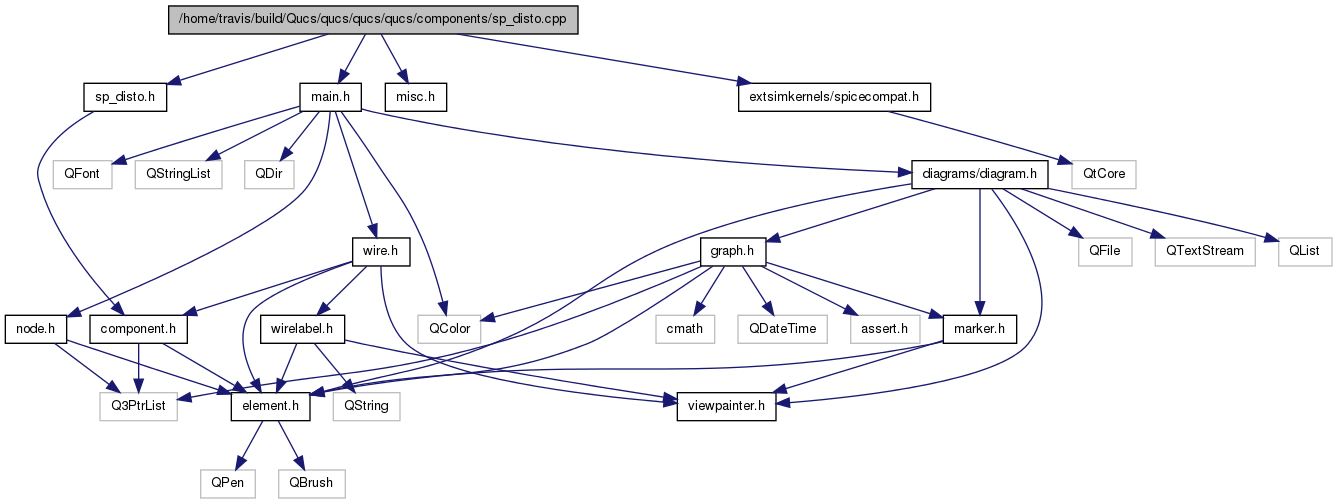 /home/travis/build/Qucs/qucs/qucs/qucs/components/sp_disto.cpp
sp_disto.h
main.h
misc.h
extsimkernels/spicecompat.h
QFont
QStringList
QDir
diagrams/diagram.h
QtCore
wire.h
graph.h
QFile
QTextStream
QList
node.h
component.h
wirelabel.h
QColor
cmath
QDateTime
assert.h
marker.h
Q3PtrList
element.h
QString
viewpainter.h
QPen
QBrush